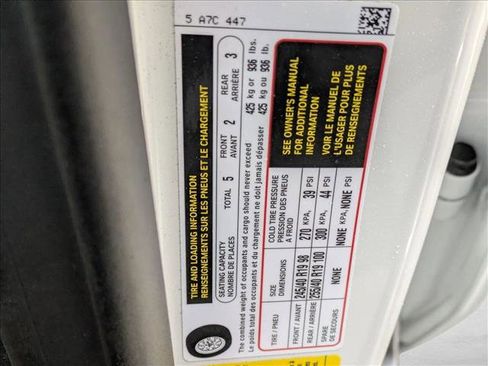 5 A7C 447
TIRE AND LOADING INFORMATION
RENSEIGNEMENTS SUR LES PNEUS ET LE CHARGEMENT
SEATING CAPACITY
NOMBRE DE PLACES
TOTAL 5
FRONT
AVANT 2
REAR
ARRIÈRE 3
The combined weight of occupants and cargo should never exceed 425 kg or 936 lbs.
Le poids total des occupants et du chargement ne doit jamais dépasser 425 kg ou 936 lb.
TIRE / PNEU
SIZE
DIMENSIONS
COLD TIRE PRESSURE
PRESSION DES PNEUS
A FROID
FRONT / AVANT 245/40 R19 98 270 KPA, 39 PSI
REAR / ARRIÈRE 255/40 R19 100 300 KPA, 44 PSI
SPARE
DE SECOURS NONE NONE KPA, NONE PSI
SEE OWNER'S MANUAL
FOR ADDITIONAL
INFORMATION
VOIR LE MANUEL DE
L'USAGER POUR PLUS
DE RENSEIGNEMENTS